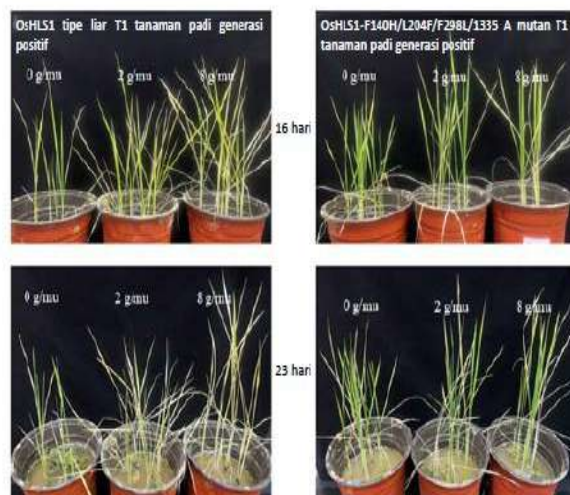 OsHLS1 tipe liar T1 tanaman padi generasi
positif
0 g/mu
2 g/mu
8 g/mu
OsHLS1-F140H/L204F/F298L/1335 A mutan T1
tanaman padi generasi positif
0 g/mu
2 g/mu
8 g/mu
16 hari
0 g/mu
2 g/mu
8 g/mu
0 g/mu
2 g/mu
8 g/mu
23 hari